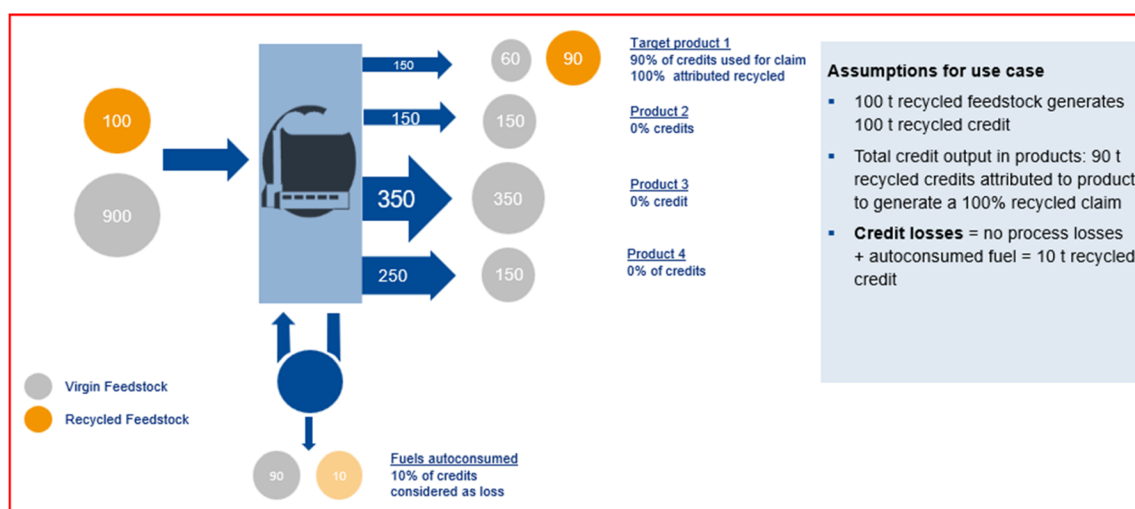 100
900
Virgin Feedstock
Recycled Feedstock
150
150
350
250
60
90
150
350
150
Target product 1
90% of credits used for claim
100% attributed recycled
Product 2
0% credits
Product 3
0% credit
Product 4
0% of credits
90
10
Fuels autoconsumed
10% of credits
considered as loss
Assumptions for use case
100 t recycled feedstock generates
100 t recycled credit
Total credit output in products: 90 t
recycled credits attributed to product
to generate a 100% recycled claim
Credit losses = no process losses
+ autoconsumed fuel = 10 t recycled
credit